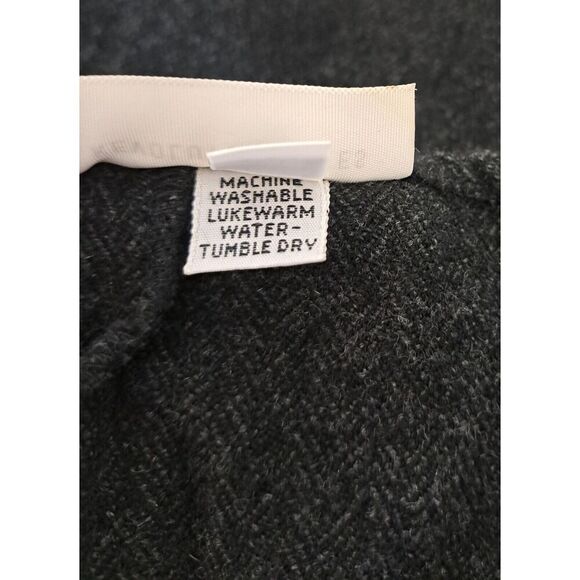 MACHINE
WASHABLE
LUKEWARM
WATER-
TUMBLE DRY